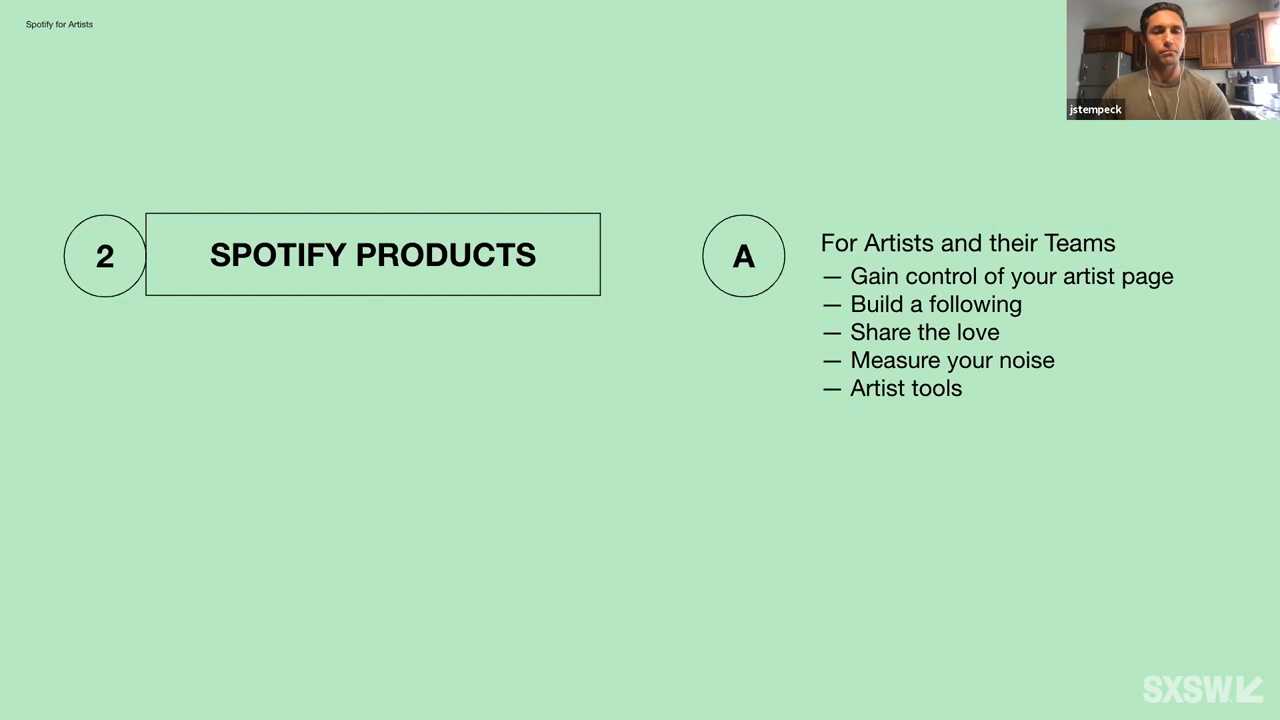 Spotify for Artists
jstempeck
2
SPOTIFY PRODUCTS
A
For Artists and their Teams
— Gain control of your artist page
— Build a following
— Share the love
— Measure your noise
— Artist tools
SXSW